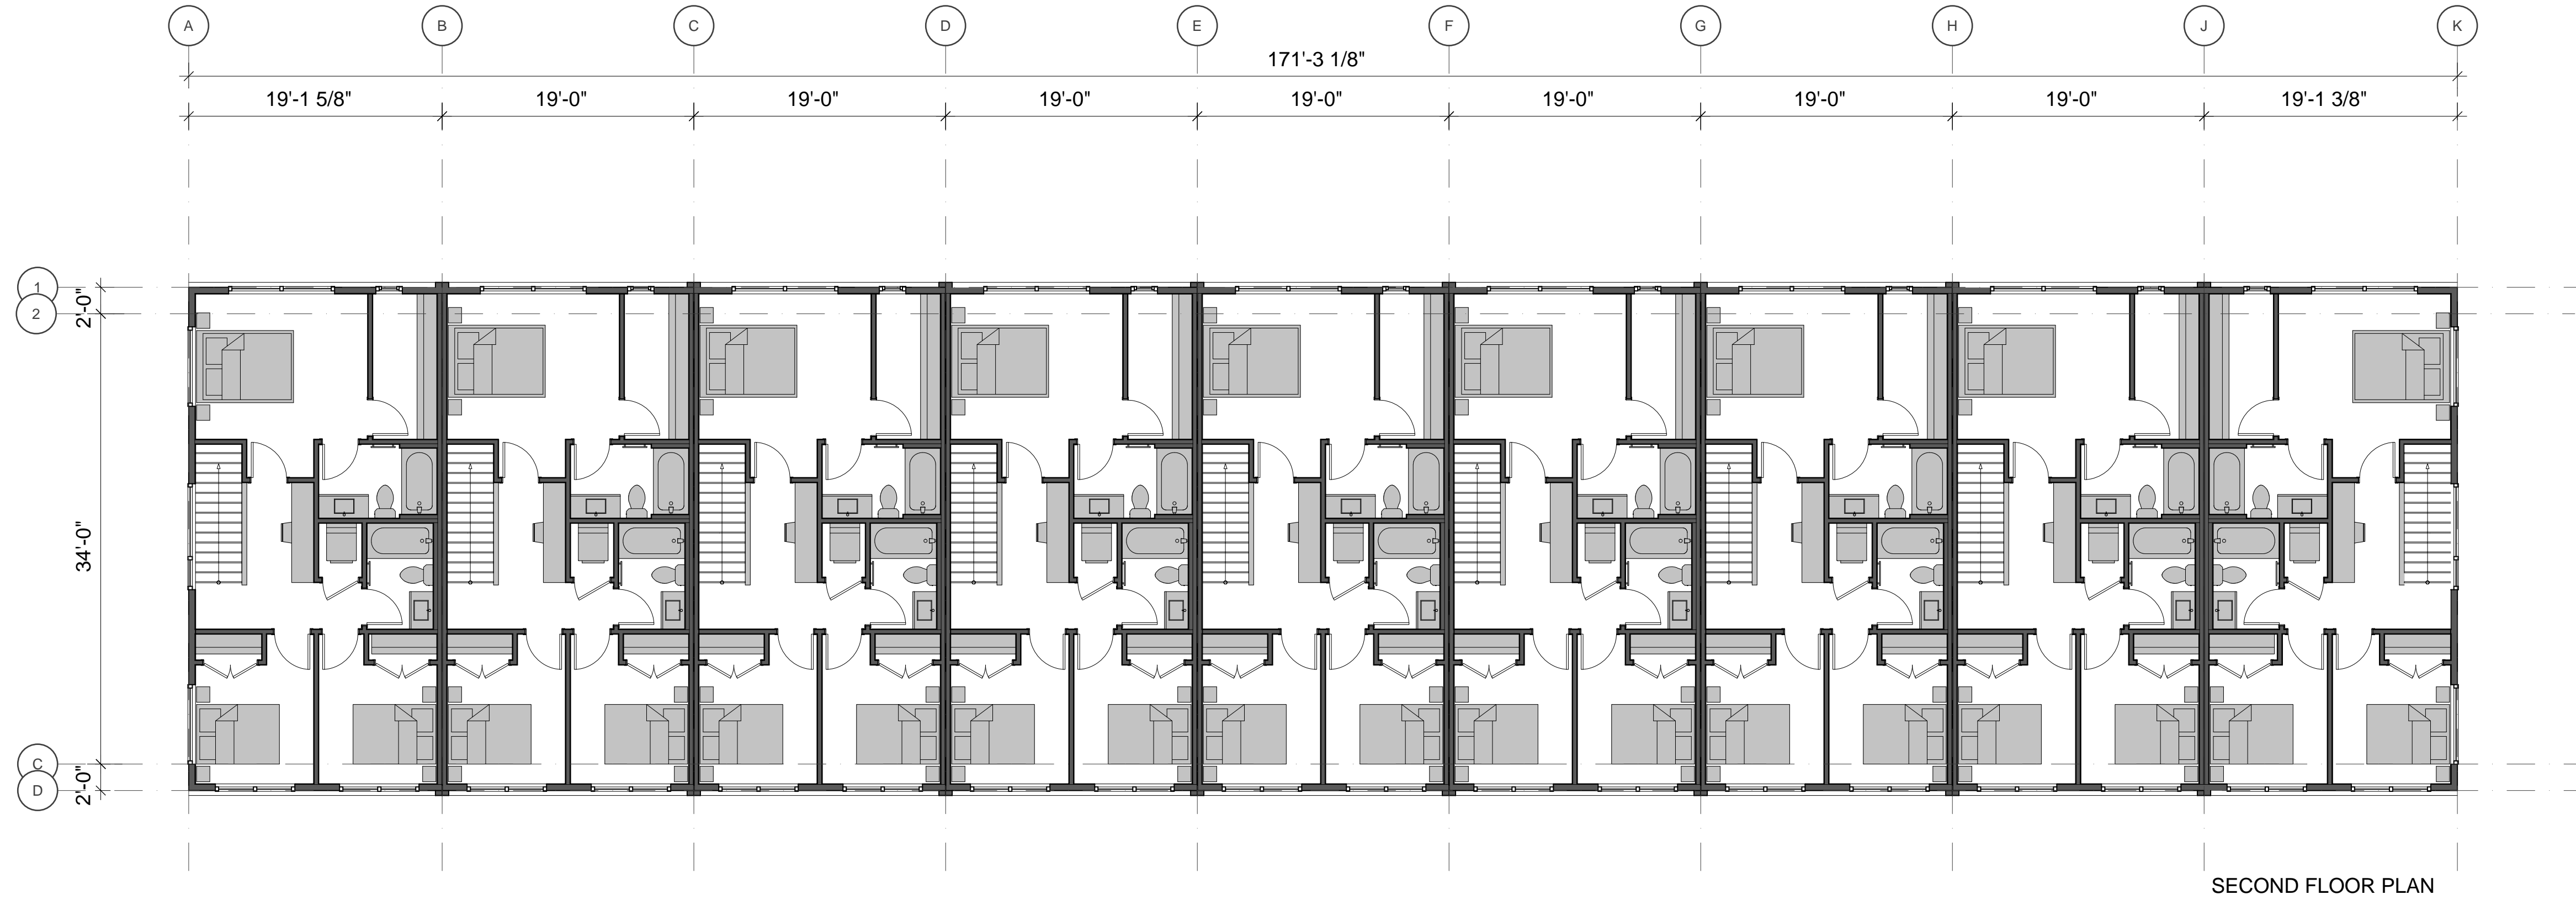 A B C D E F G H J K
171'-3 1/8"
19'-1 5/8" 19'-0" 19'-0" 19'-0" 19'-0" 19'-0" 19'-0" 19'-0" 19'-1 3/8"
1
2'-0"
2
34'-0"
C
2'-0"
D
SECOND FLOOR PLAN